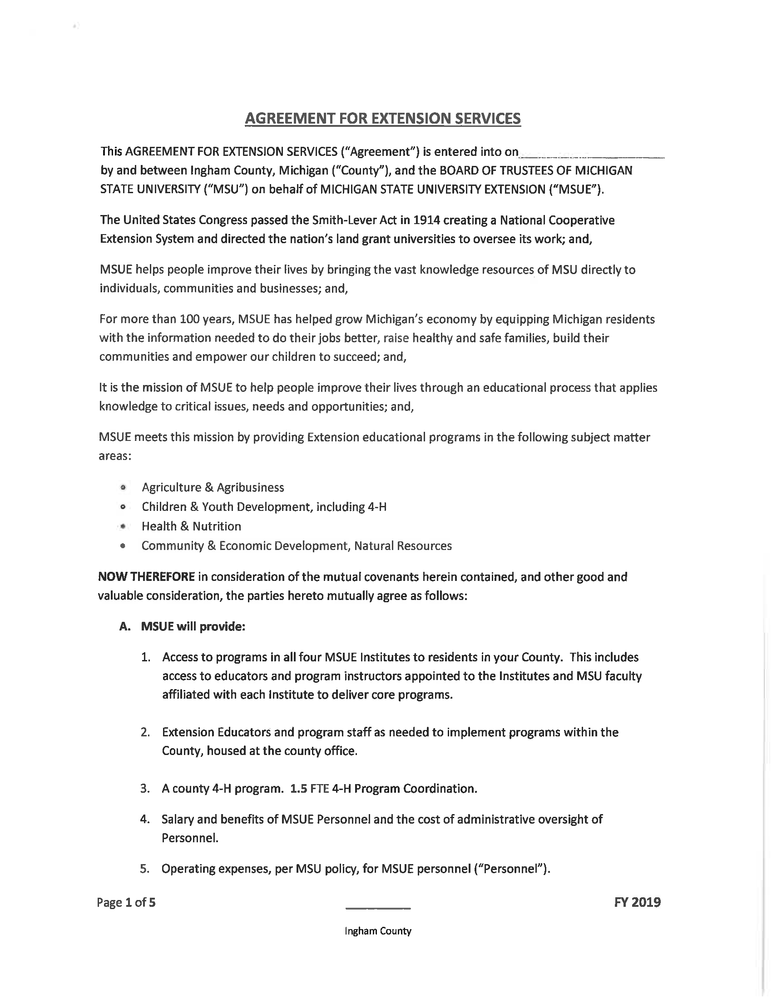 AGREEMENT FOR EXTENSION SERVICES
This AGREEMENT FOR EXTENSION SERVICES (“Agreement”) is entered into on
by and between Ingham County, Michigan (“County”), and the BOARD OF TRUSTEES OF MICHIGAN
STATE UNIVERSITY (“MSU”) on behalf of MICHIGAN STATE UNIVERSITY EXTENSION (“MSUE”).
The United States Congress passed the Smith-Lever Act in 1914 creating a National Cooperative
Extension System and directed the nation’s land grant universities to oversee its work; and,
MSUE helps people improve their lives by bringing the vast knowledge resources of MSU directly to
individuals, communities and businesses; and,
For more than 100 years, MSUE has helped grow Michigan’s economy by equipping Michigan residents
with the information needed to do their jobs better, raise healthy and safe families, build their
communities and empower our children to succeed; and,
It is the mission of MSUE to help people improve their lives through an educational process that applies
knowledge to critical issues, needs and opportunities; and,
MSUE meets this mission by providing Extension educational programs in the following subject matter
areas:
• Agriculture & Agribusiness
• Children & Youth Development, including 4-H
• Health & Nutrition
• Community & Economic Development, Natural Resources
NOW THEREFORE in consideration of the mutual covenants herein contained, and other good and
valuable consideration, the parties hereto mutually agree as follows:
A. MSUE will provide:
1. Access to programs in all four MSUE Institutes to residents in your County. This includes
access to educators and program instructors appointed to the Institutes and MSU faculty
affiliated with each Institute to deliver core programs.
2. Extension Educators and program staff as needed to implement programs within the
County, housed at the county office.
3. A county 4-H program. 1.5 FTE 4-H Program Coordination.
4. Salary and benefits of MSUE Personnel and the cost of administrative oversight of
Personnel.
5. Operating expenses, per MSU policy, for MSUE personnel (“Personnel”).
Page 1 of 5
FY 2019
Ingham County